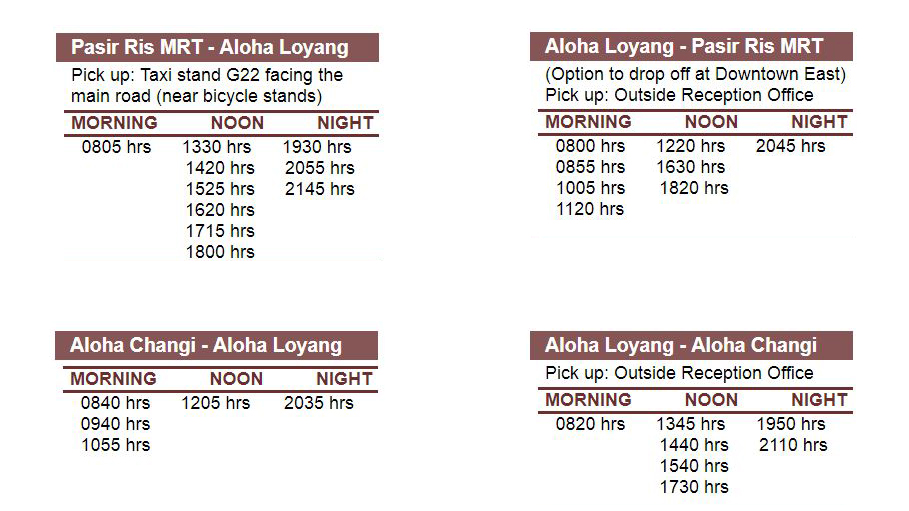 Pasir Ris MRT - Aloha Loyang
Pick up: Taxi stand G22 facing the
main road (near bicycle stands)
MORNING NOON NIGHT
0805 hrs 1330 hrs 1930 hrs
1420 hrs 2055 hrs
1525 hrs 2145 hrs
1620 hrs
1715 hrs
1800 hrs
Aloha Loyang - Pasir Ris MRT
(Option to drop off at Downtown East)
Pick up: Outside Reception Office
MORNING NOON NIGHT
0800 hrs 1220 hrs 2045 hrs
0855 hrs 1630 hrs
1005 hrs 1820 hrs
1120 hrs
Aloha Changi - Aloha Loyang
MORNING NOON NIGHT
0840 hrs 1205 hrs 2035 hrs
0940 hrs
1055 hrs
Aloha Loyang - Aloha Changi
Pick up: Outside Reception Office
MORNING NOON NIGHT
0820 hrs 1345 hrs 1950 hrs
1440 hrs 2110 hrs
1540 hrs
1730 hrs